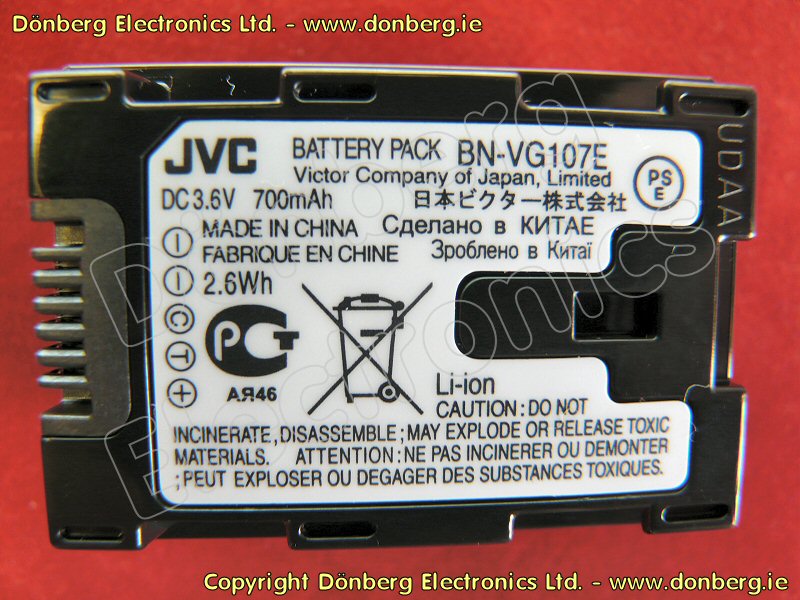 Dönberg Electronics Ltd. - www.donberg.ie
JVC BATTERY PACK BN-VG107E
Victor Company of Japan, Limited
DC 3.6V 700mAh 日本ビクター株式会社
PS
E
UDAA
MADE IN CHINA Сделано в КИТАЕ
FABRIQUE EN CHINE Зроблено в Китаї
2.6Wh
C
T
РСТ
АЯ46
Li-ion
CAUTION: DO NOT
INCINERATE, DISASSEMBLE; MAY EXPLODE OR RELEASE TOXIC
MATERIALS. ATTENTION: NE PAS INCINERER OU DEMONTER
; PEUT EXPLOSER OU DEGAGER DES SUBSTANCES TOXIQUES.
Donberg
Electronics
Copyright Dönberg Electronics Ltd. - www.donberg.ie